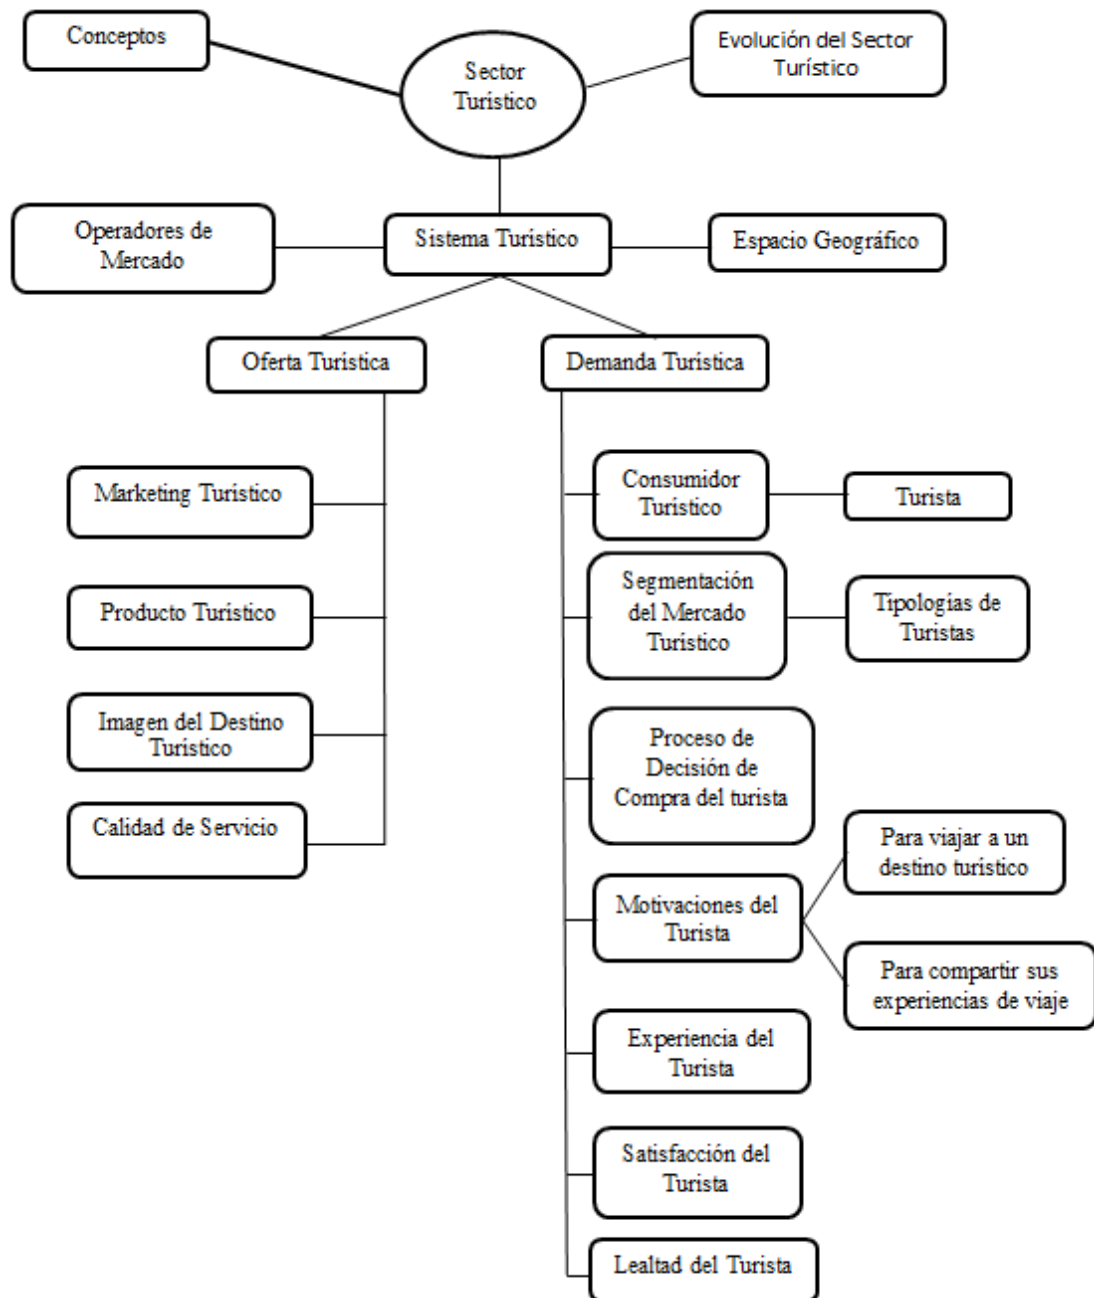 Conceptos
Sector
Turístico
Evolución del Sector
Turístico
Operadores de
Mercado
Sistema Turístico
Espacio Geográfico
Oferta Turística
Demanda Turística
Marketing Turístico
Producto Turistico
Imagen del Destino
Turístico
Calidad de Servicio
Consumidor
Turístico
Turista
Segmentación
del Mercado
Turístico
Tipologías de
Turistas
Proceso de
Decisión de
Compra del turista
Motivaciones del
Turista
Para viajar a un
destino turístico
Para compartir sus
experiencias de viaje
Experiencia del
Turista
Satisfacción del
Turista
Lealtad del Turista